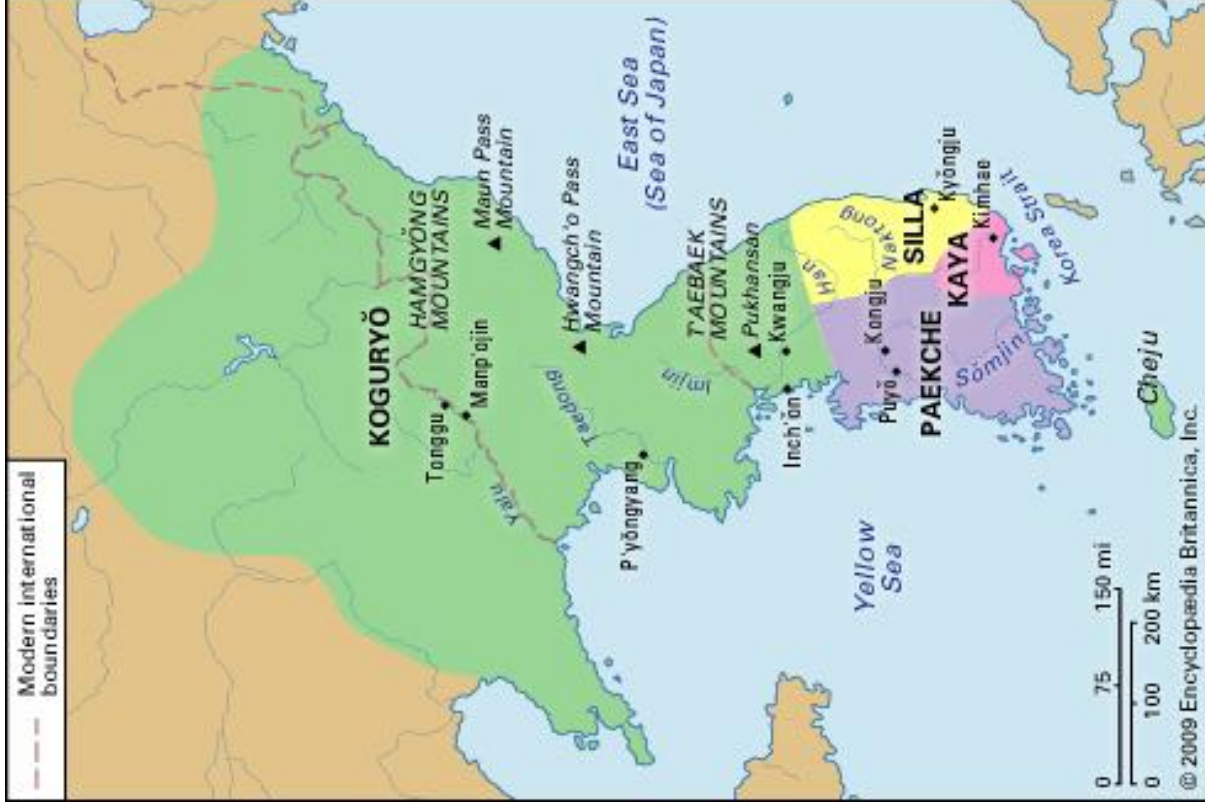 Modern international
boundaries
KOGURYŎ
Tonggu
Manp'ojin
HAMGYŎNG
MOUNTAINS
Maun Pass
Mountain
Yalu
Taedong
Hwangch'o Pass
Mountain
P'yŏngyang
East Sea
(Sea of Japan)
Imjin
T'AEBAEK
MOUNTAINS
Pukhansan
Kwangju
Inch'ŏn
Han
Naktong
SILLA
Kyŏngju
Kongju
Puyŏ
PAEKCHE
KAYA
Kimhae
Sŏmjin
Korea Strait
Yellow
Sea
Cheju
0 75 150 mi
0 100 200 km
© 2009 Encyclopædia Britannica, Inc.